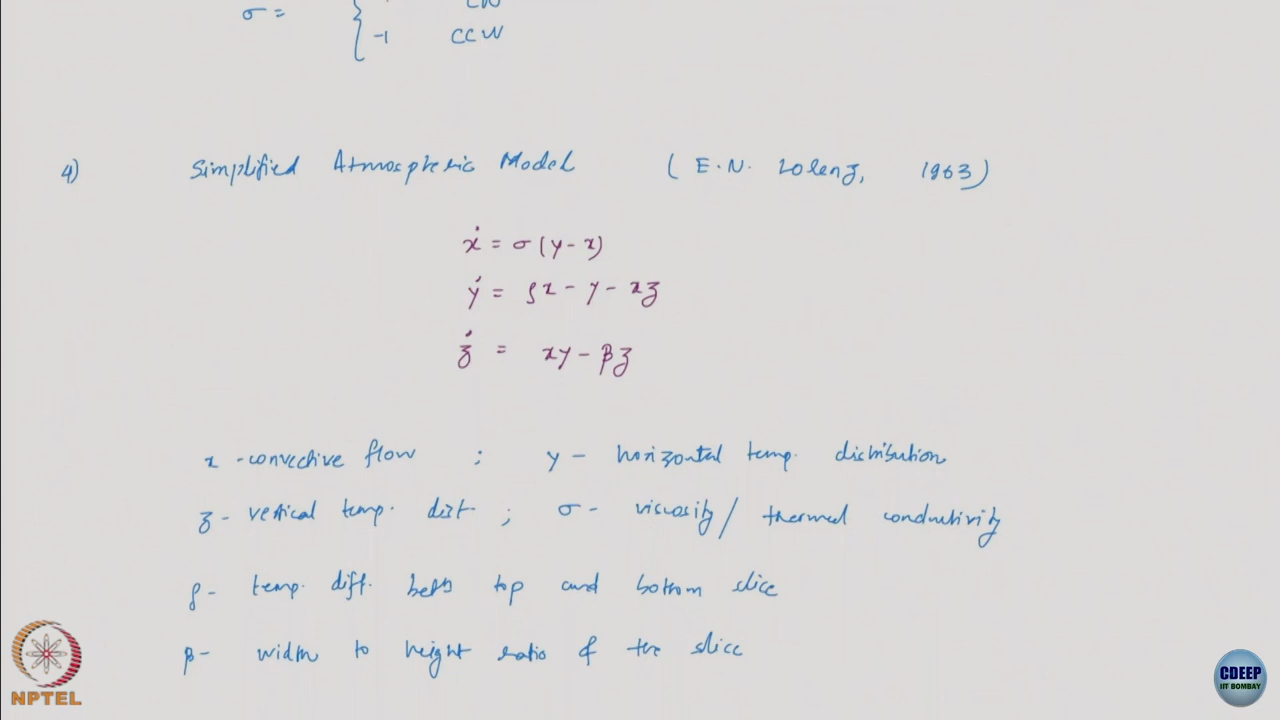 σ = { CW
-1 CCW
4) Simplified Atmospheric Model (E.N. Lorenz, 1963)
ẋ = σ(y-x)
ẏ = ρx - y - xz
ż = xy - βz
x - convective flow ; y - horizontal temp. distribution
z - vertical temp. dist. ; σ - viscosity / thermal conductivity
ρ - temp. diff. betn top and bottom slice
β - width to height ratio of the slice
NPTEL
CDEEP
IIT BOMBAY